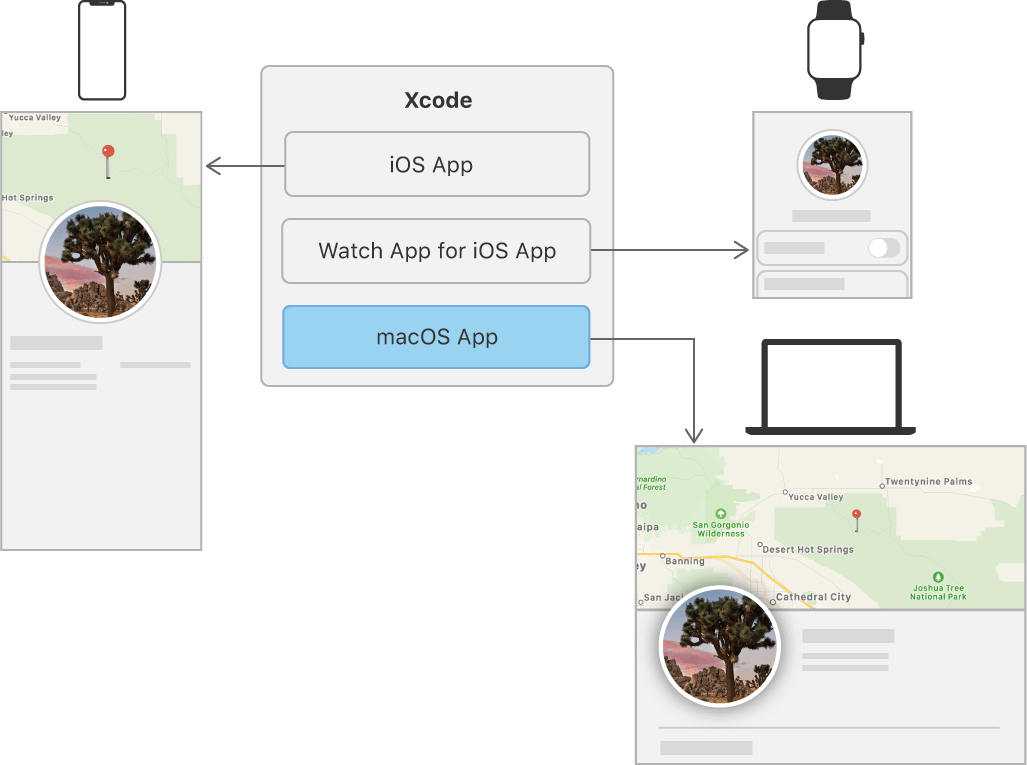 Xcode
iOS App
Watch App for iOS App
macOS App
Yucca Valley
ley
Hot Springs
rnardino
al Forest
Twentynine Palms
Yucca Valley
no
aipa
San Gorgonio
Wilderness
Desert Hot Springs
ey
Banning
Joshua Tree
National Park
San Jaci
Cathedral City